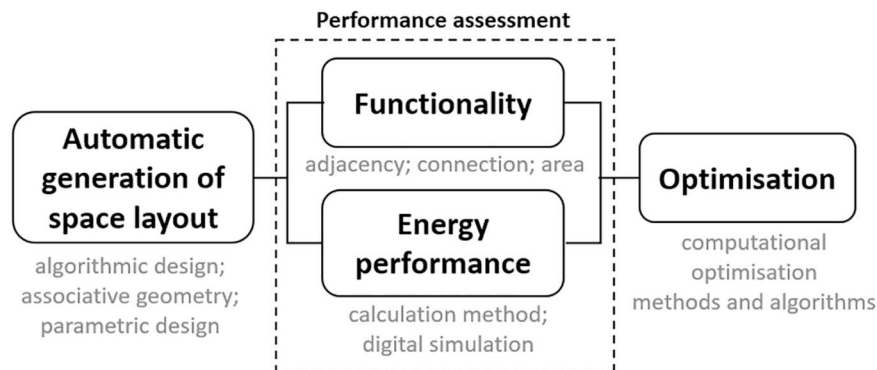 Performance assessment
Automatic
generation of
space layout
algorithmic design;
associative geometry;
parametric design
Functionality
adjacency; connection; area
Energy
performance
calculation method;
digital simulation
Optimisation
computational
optimisation
methods and algorithms